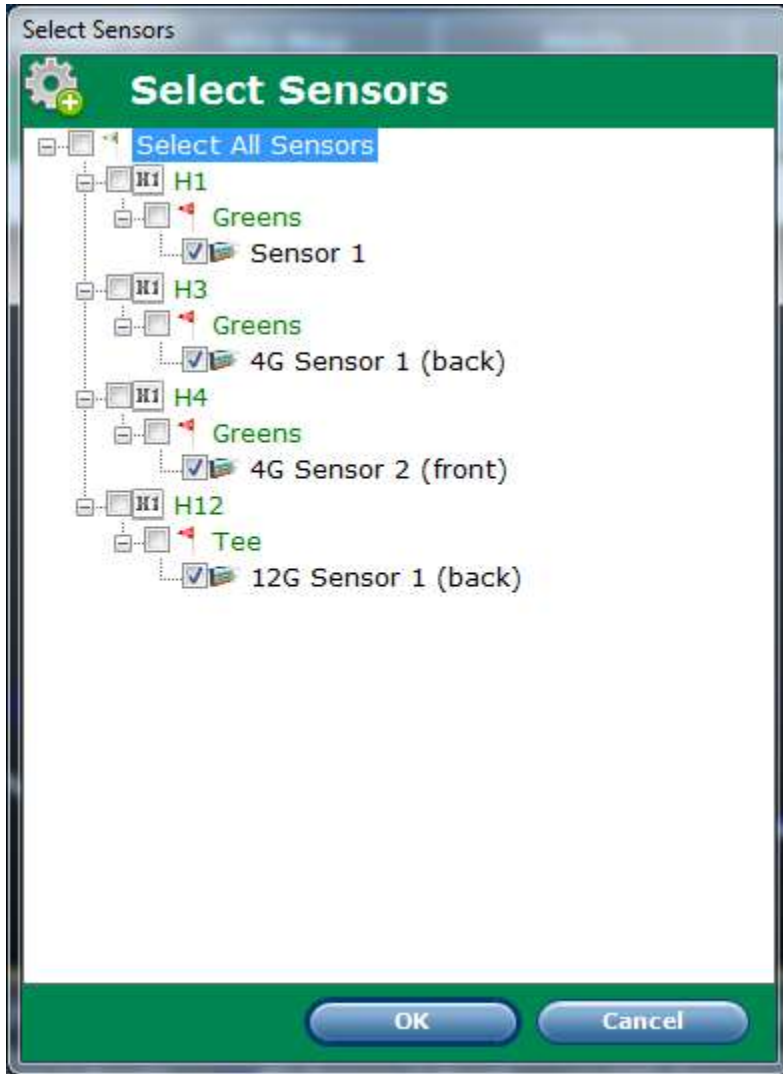 Select Sensors
Select Sensors
Select All Sensors
H1 H1
Greens
Sensor 1
H1 H3
Greens
4G Sensor 1 (back)
H1 H4
Greens
4G Sensor 2 (front)
H1 H12
Tee
12G Sensor 1 (back)
OK Cancel